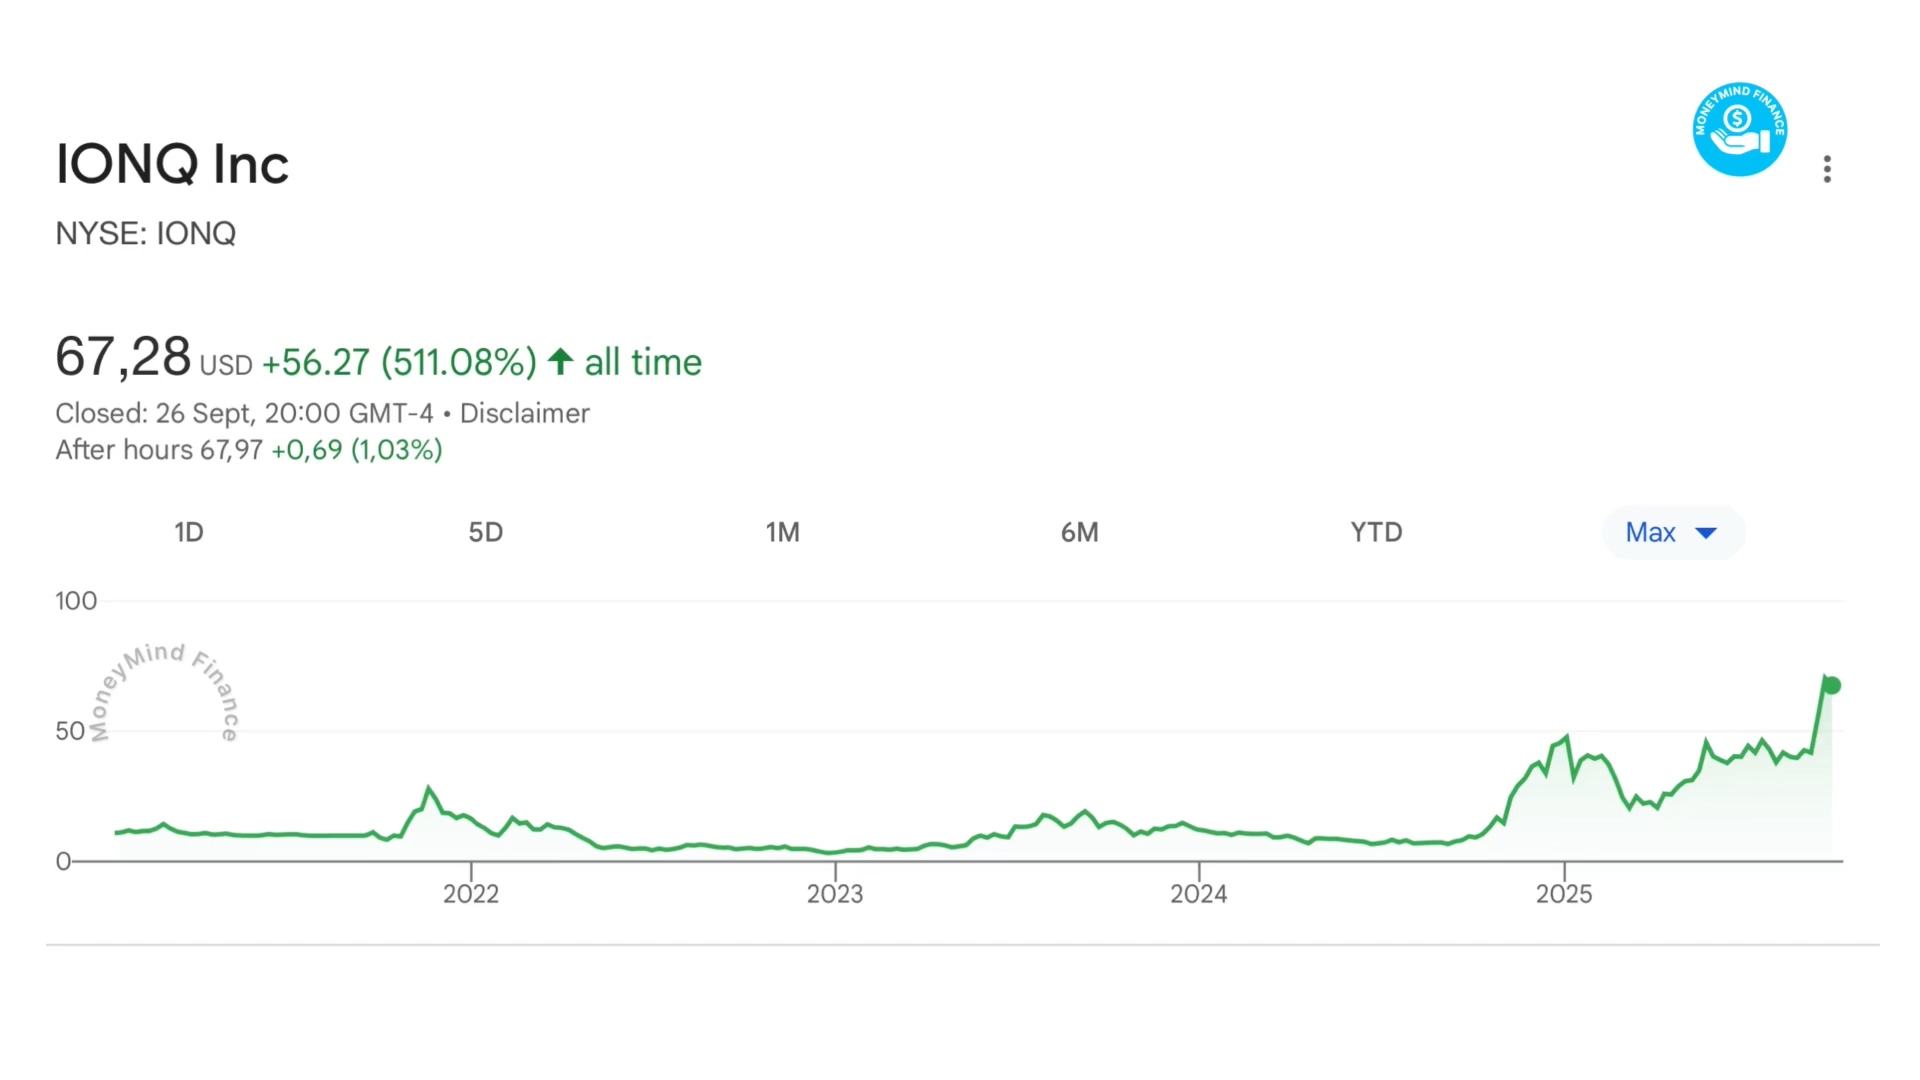 MONEYMIND FINANCE
$
IONQ Inc
NYSE: IONQ
67,28 USD +56.27 (511.08%) ↑ all time
Closed: 26 Sept, 20:00 GMT-4 • Disclaimer
After hours 67,97 +0,69 (1,03%)
1D 5D 1M 6M YTD Max
100
MoneyMind Finance
50
0
2022 2023 2024 2025